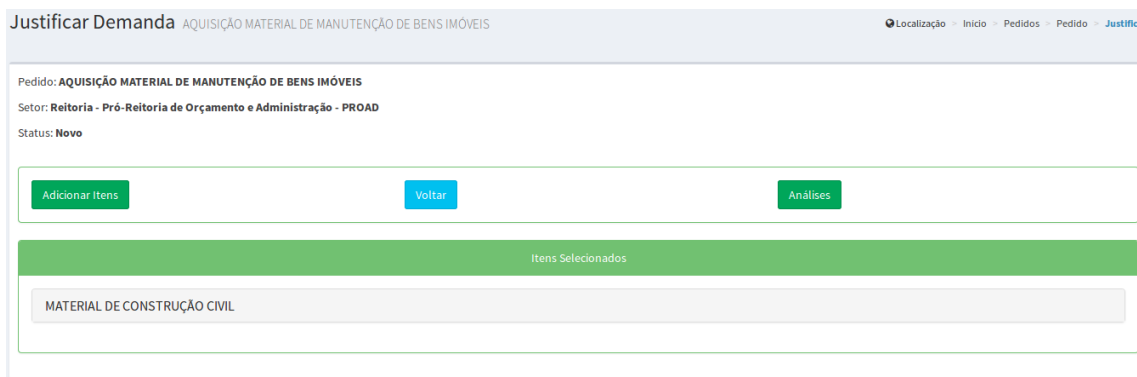 Justificar Demanda AQUISIÇÃO MATERIAL DE MANUTENÇÃO DE BENS IMÓVEIS
Localização > Inicio > Pedidos > Pedido > Justific
Pedido: AQUISIÇÃO MATERIAL DE MANUTENÇÃO DE BENS IMÓVEIS
Setor: Reitoria - Pró-Reitoria de Orçamento e Administração - PROAD
Status: Novo
Adicionar Itens
Voltar
Análises
Itens Selecionados
MATERIAL DE CONSTRUÇÃO CIVIL